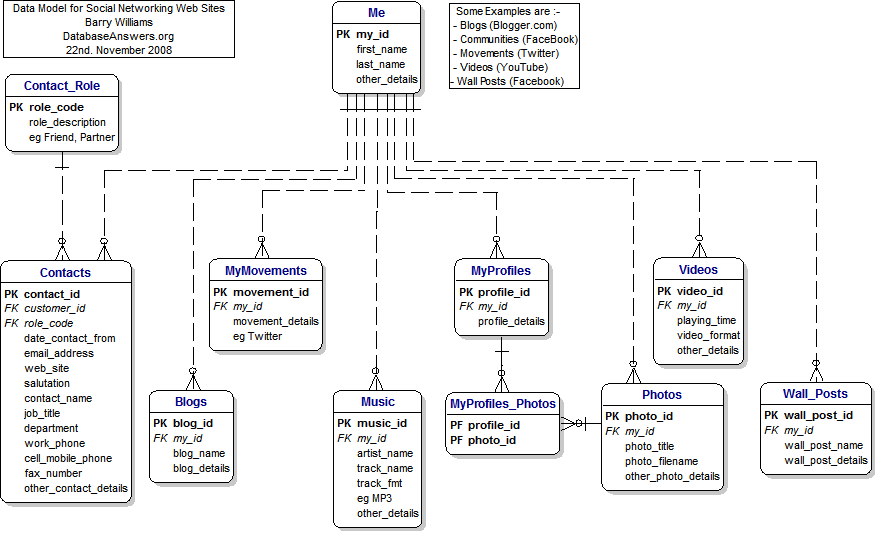 Data Model for Social Networking Web Sites
Barry Williams
DatabaseAnswers.org
22nd. November 2008
Me
PK my_id
first_name
last_name
other_details
Some Examples are :-
- Blogs (Blogger.com)
- Communities (FaceBook)
- Movements (Twitter)
- Videos (YouTube)
- Wall Posts (Facebook)
Contact_Role
PK role_code
role_description
eg Friend, Partner
Contacts
PK contact_id
FK customer_id
FK role_code
date_contact_from
email_address
web_site
salutation
contact_name
job_title
department
work_phone
cell_mobile_phone
fax_number
other_contact_details
MyMovements
PK movement_id
FK my_id
movement_details
eg Twitter
MyProfiles
PK profile_id
FK my_id
profile_details
Videos
PK video_id
FK my_id
playing_time
video_format
other_details
Blogs
PK blog_id
FK my_id
blog_name
blog_details
Music
PK music_id
FK my_id
artist_name
track_name
track_fmt
eg MP3
other_details
MyProfiles_Photos
PF profile_id
PF photo_id
Photos
PK photo_id
FK my_id
photo_title
photo_filename
other_photo_details
Wall_Posts
PK wall_post_id
FK my_id
wall_post_name
wall_post_details